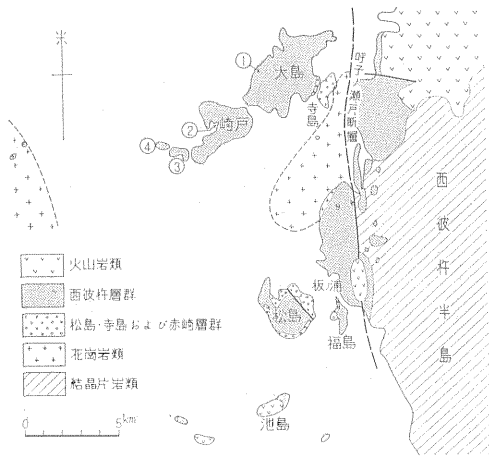 ①
大島
呼子ノ瀬戸断層
寺島
②
崎戸
④
③
西彼杵半島
火山岩類
西彼杵層群
松島・寺島および赤崎層群
花崗岩類
結晶片岩類
板ノ浦
松島
福島
池島
0 5km